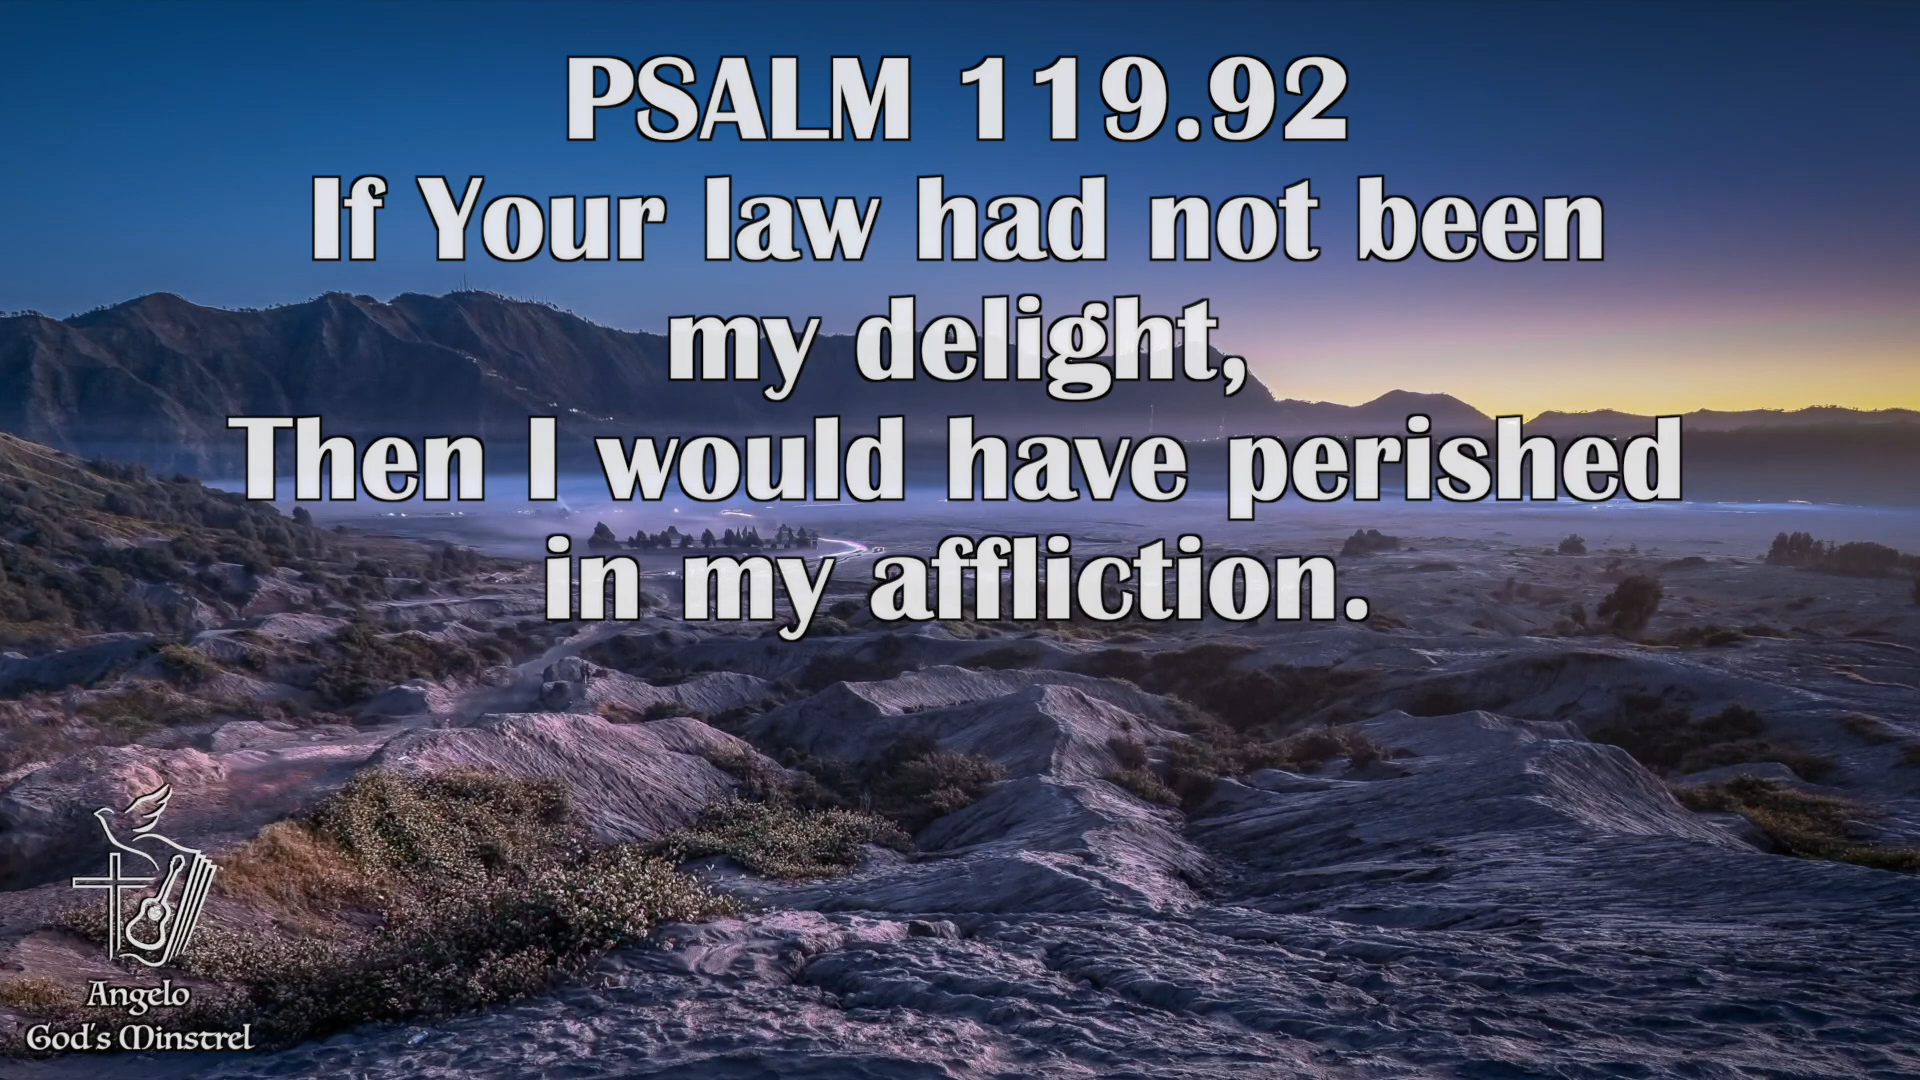 PSALM 119.92
If Your law had not been
my delight,
Then I would have perished
in my affliction.
Angelo
God's Minstrel